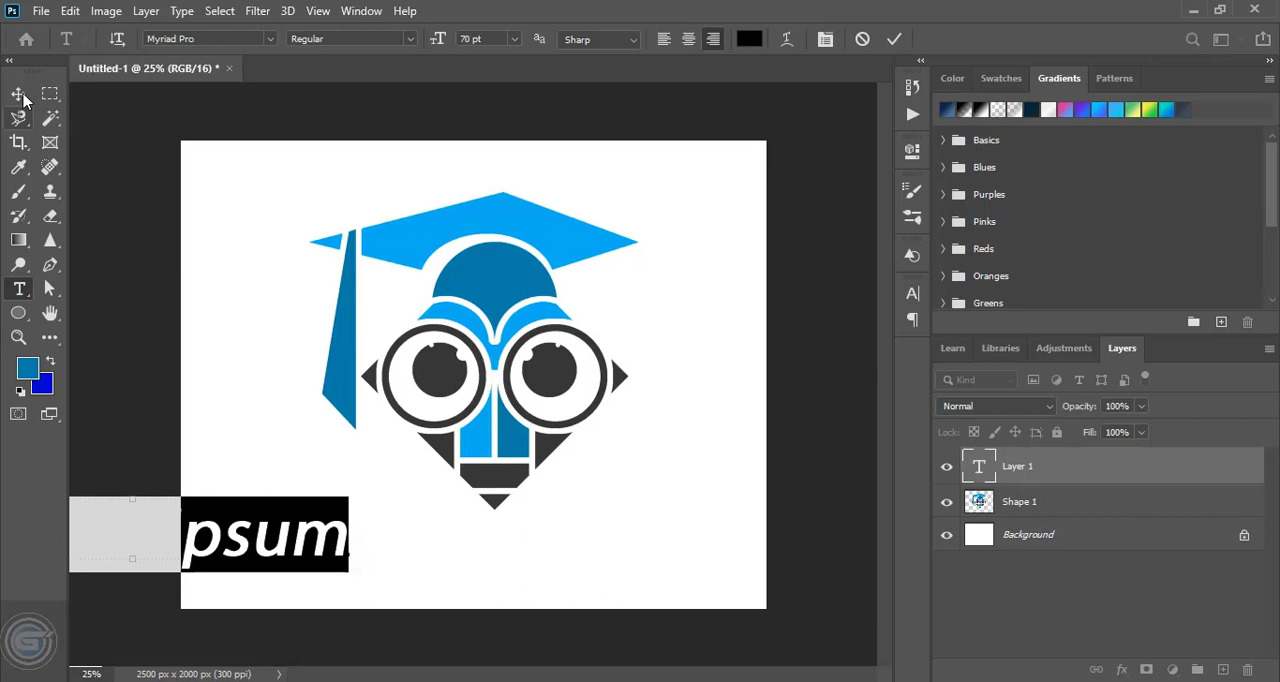 Ps File Edit Image Layer Type Select Filter 3D View Window Help
Myriad Pro Regular 70 pt Sharp
Untitled-1 @ 25% (RGB/16) *
Color Swatches Gradients Patterns
Basics
Blues
Purples
Pinks
Reds
Oranges
Greens
Learn Libraries Adjustments Layers
Kind
Normal Opacity: 100%
Lock: Fill: 100%
Layer 1
Shape 1
Background
psum
25% 2500 px x 2000 px (300 ppi)